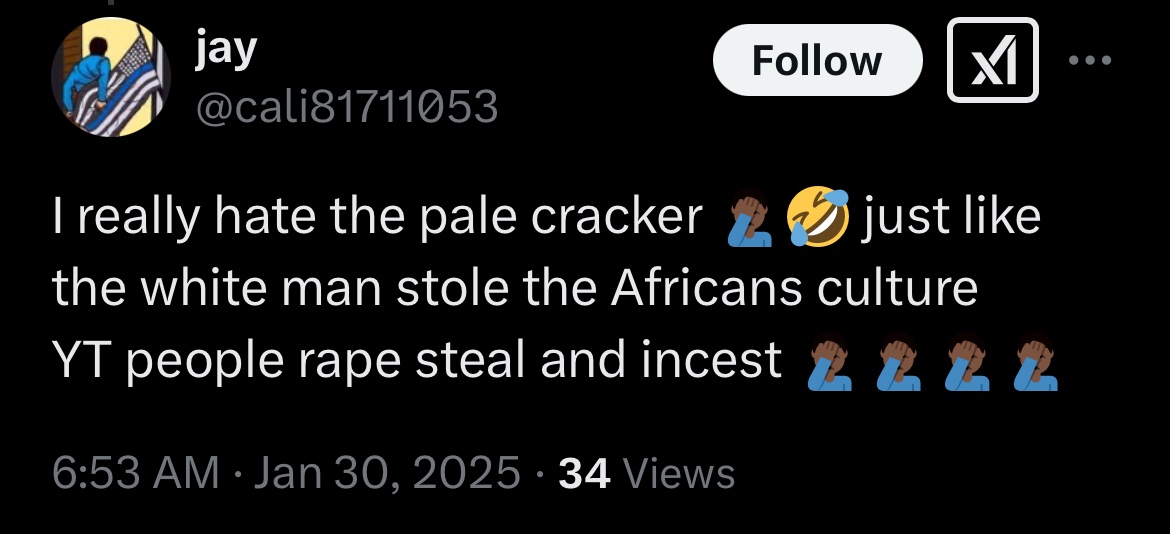 jay
Follow
@cali81711053
I really hate the pale cracker 🤦🏿‍♂️🤣 just like
the white man stole the Africans culture
YT people rape steal and incest 🤦🏿‍♂️🤦🏿‍♂️🤦🏿‍♂️🤦🏿‍♂️
6:53 AM · Jan 30, 2025 · 34 Views